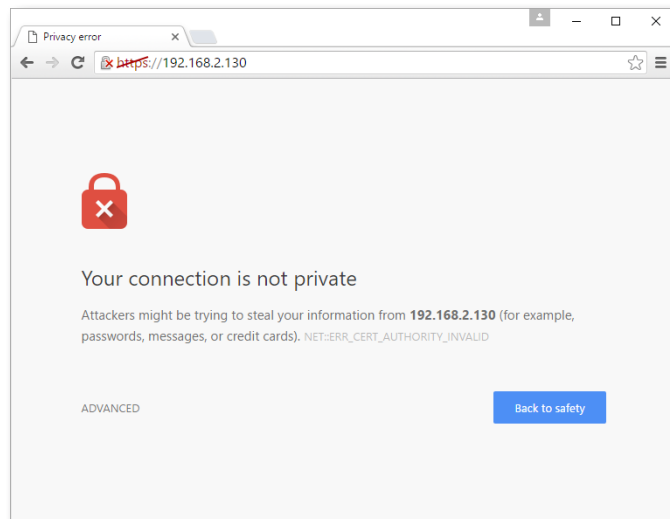 Privacy error
https://192.168.2.130
Your connection is not private
Attackers might be trying to steal your information from 192.168.2.130 (for example,
passwords, messages, or credit cards). NET::ERR_CERT_AUTHORITY_INVALID
ADVANCED
Back to safety